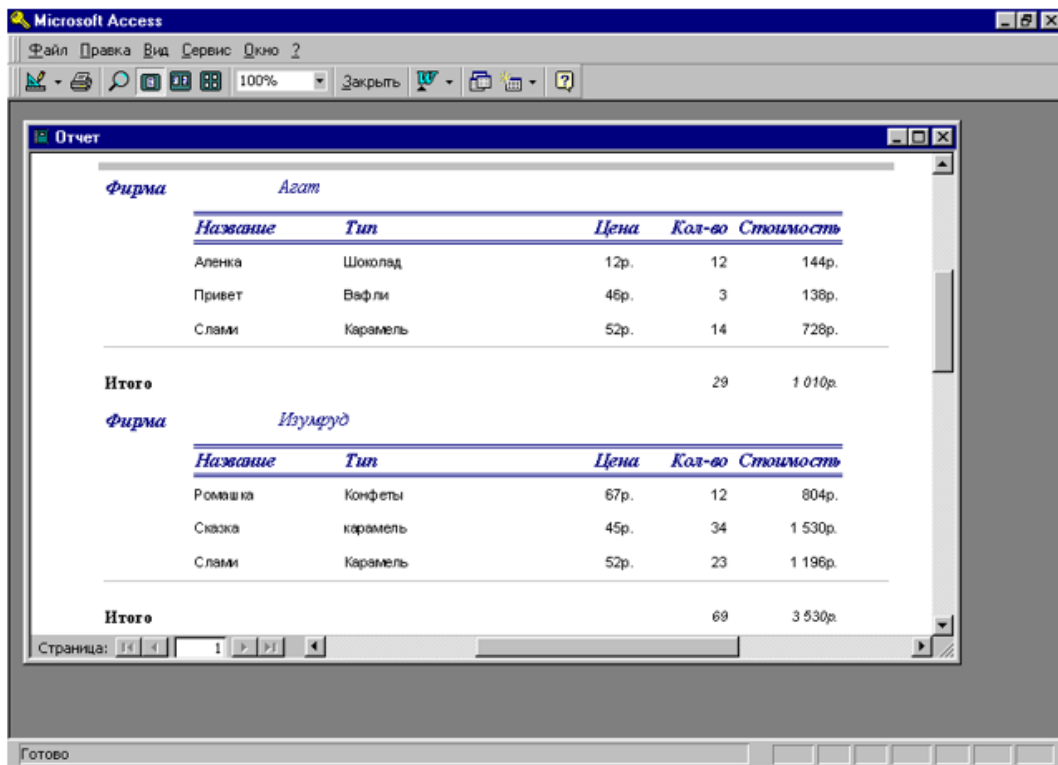 Microsoft Access
Файл Правка Вид Сервис Окно ?
100% Закрыть
Отчет
Фирма Агат
Название Тип Цена Кол-во Стоимость
Аленка Шоколад 12р. 12 144р.
Привет Вафли 46р. 3 138р.
Слами Карамель 52р. 14 728р.
Итого 29 1 010р.
Фирма Изумруд
Название Тип Цена Кол-во Стоимость
Ромашка Конфеты 67р. 12 804р.
Сказка карамель 45р. 34 1 530р.
Слами Карамель 52р. 23 1 196р.
Итого 69 3 530р.
Страница: 1
Готово